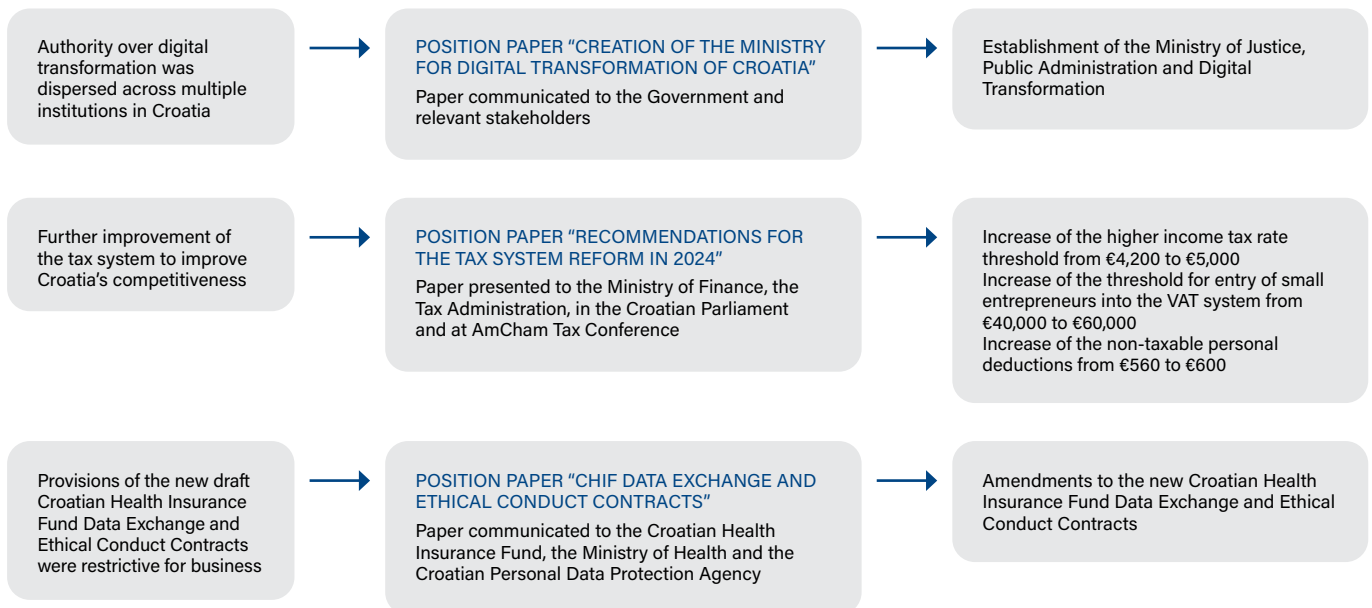 Authority over digital
transformation was
dispersed across multiple
institutions in Croatia
POSITION PAPER “CREATION OF THE MINISTRY
FOR DIGITAL TRANSFORMATION OF CROATIA”
Paper communicated to the Government and
relevant stakeholders
Establishment of the Ministry of Justice,
Public Administration and Digital
Transformation
Further improvement of
the tax system to improve
Croatia’s competitiveness
POSITION PAPER “RECOMMENDATIONS FOR
THE TAX SYSTEM REFORM IN 2024”
Paper presented to the Ministry of Finance, the
Tax Administration, in the Croatian Parliament
and at AmCham Tax Conference
Increase of the higher income tax rate
threshold from €4,200 to €5,000
Increase of the threshold for entry of small
entrepreneurs into the VAT system from
€40,000 to €60,000
Increase of the non-taxable personal
deductions from €560 to €600
Provisions of the new draft
Croatian Health Insurance
Fund Data Exchange and
Ethical Conduct Contracts
were restrictive for business
POSITION PAPER “CHIF DATA EXCHANGE AND
ETHICAL CONDUCT CONTRACTS”
Paper communicated to the Croatian Health
Insurance Fund, the Ministry of Health and the
Croatian Personal Data Protection Agency
Amendments to the new Croatian Health
Insurance Fund Data Exchange and Ethical
Conduct Contracts